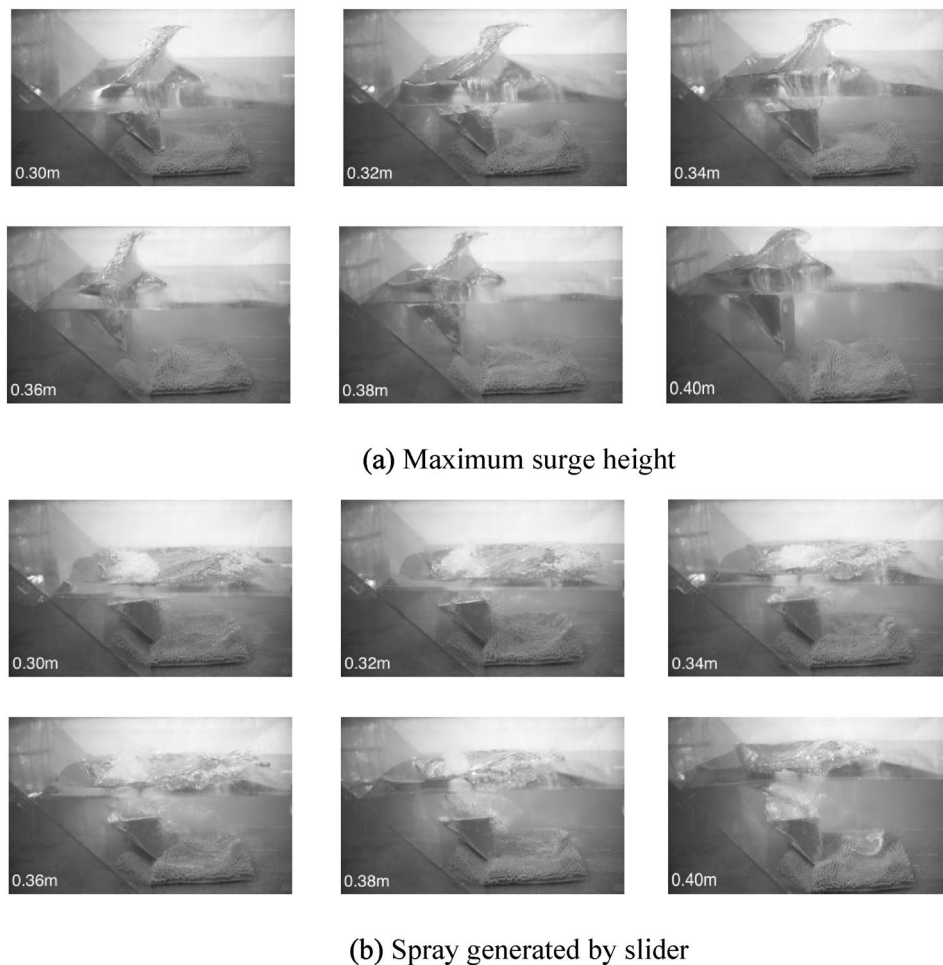 0.30m
0.32m
0.34m
0.36m
0.38m
0.40m
(a) Maximum surge height
0.30m
0.32m
0.34m
0.36m
0.38m
0.40m
(b) Spray generated by slider